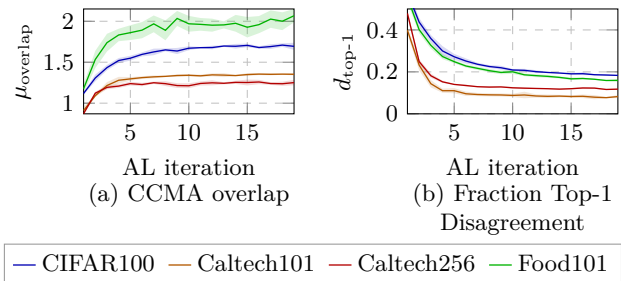 2
1.5
1
μoverlap
5
10
15
AL iteration
(a) CCMA overlap
0.4
0.2
0
dtop-1
5
10
15
AL iteration
(b) Fraction Top-1
Disagreement
CIFAR100 Caltech101 Caltech256 Food101